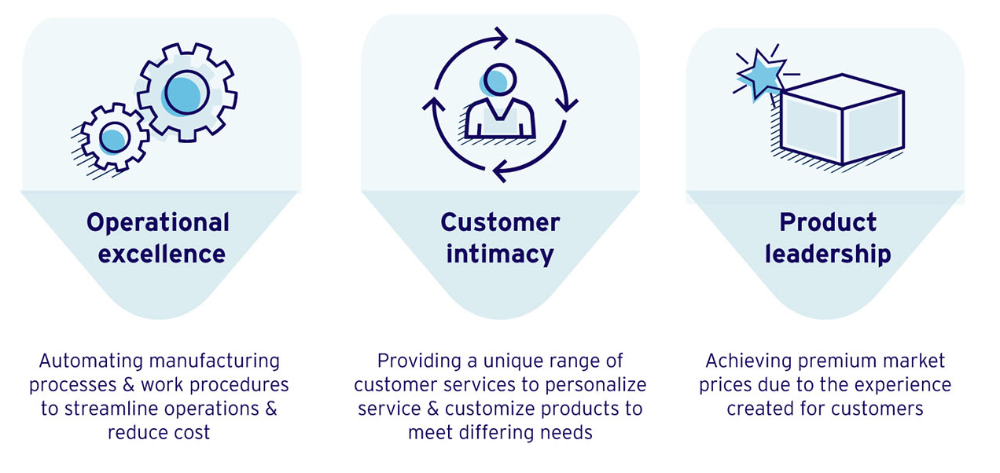 Operational
excellence
Automating manufacturing
processes & work procedures
to streamline operations &
reduce cost
Customer
intimacy
Providing a unique range of
customer services to personalize
service & customize products to
meet differing needs
Product
leadership
Achieving premium market
prices due to the experience
created for customers